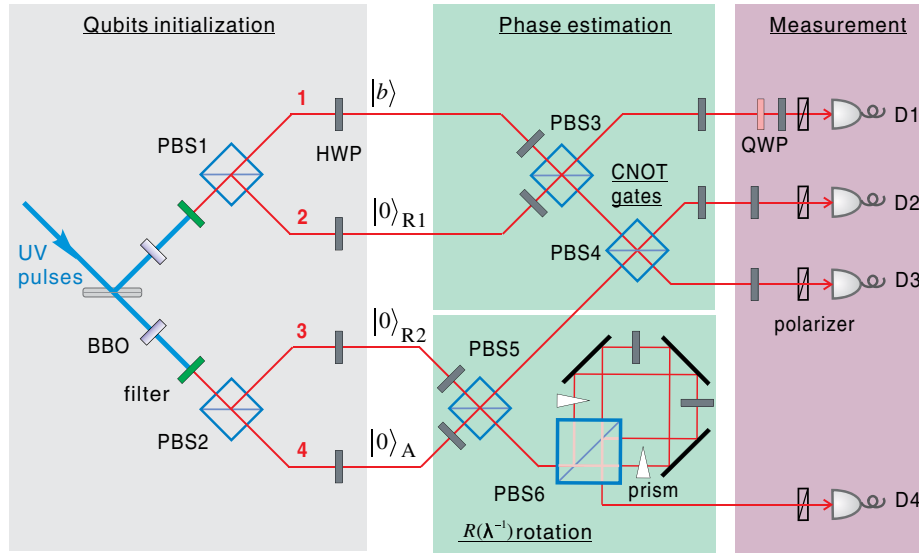 Qubits initialization
Phase estimation
Measurement
1
|b⟩
PBS1
HWP
PBS3
QWP
D1
CNOT
gates
2
|0⟩R1
D2
UV
pulses
PBS4
D3
BBO
3
|0⟩R2
polarizer
PBS5
filter
PBS2
4
|0⟩A
PBS6
prism
D4
R(λ⁻¹) rotation